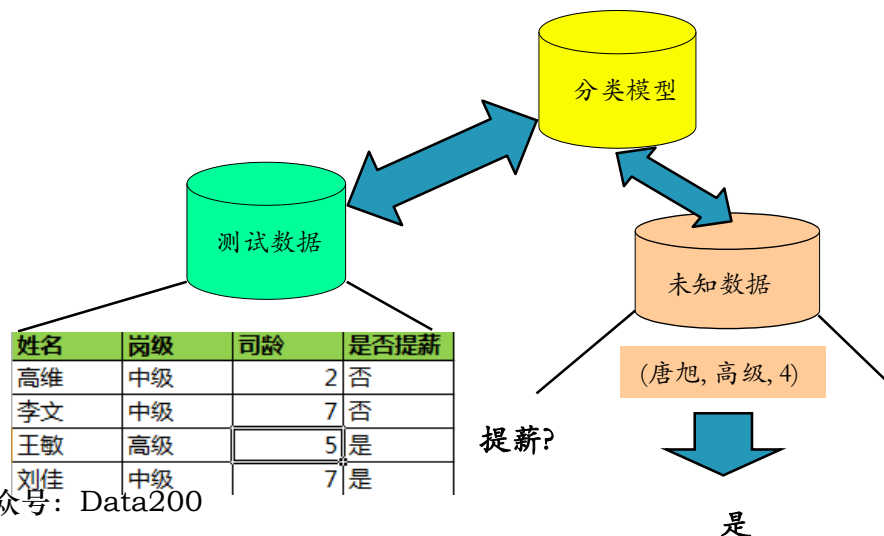 分类模型
测试数据
未知数据
姓名 岗级 司龄 是否提薪
高维 中级 2 否
李文 中级 7 否
王敏 高级 5 是
刘佳 中级 7 是
(唐旭, 高级, 4)
提薪?
众号: Data200
是